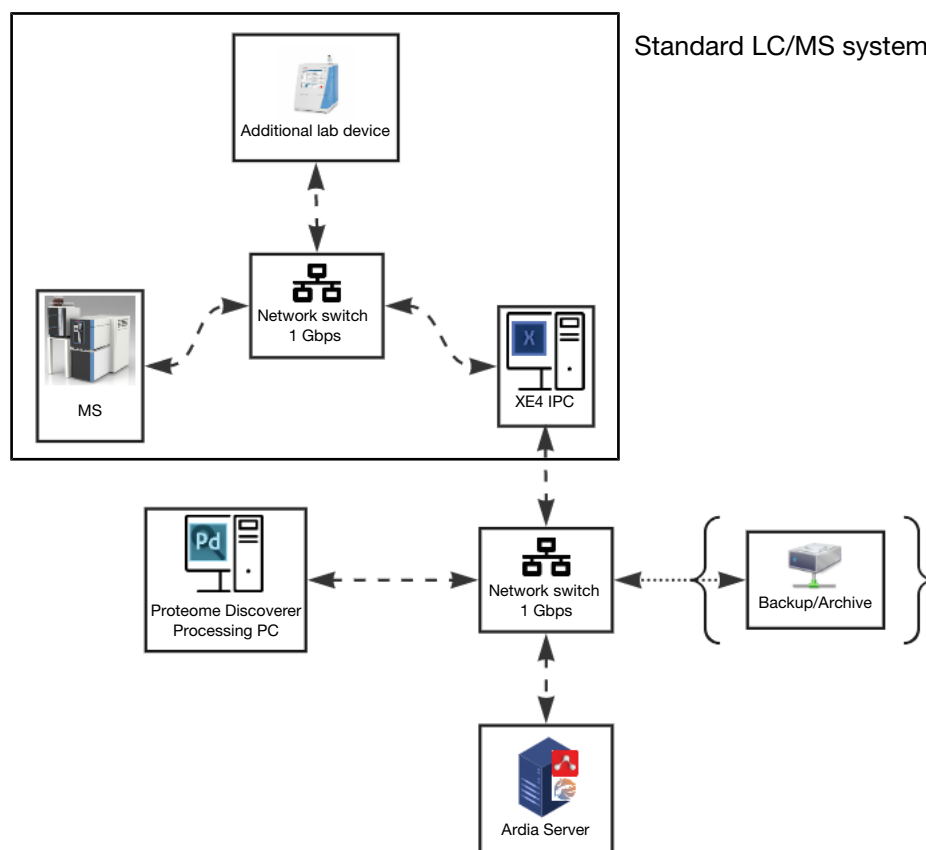 Standard LC/MS system
Additional lab device
Network switch
1 Gbps
MS
X
XE4 IPC
Pd
Proteome Discoverer
Processing PC
Network switch
1 Gbps
Backup/Archive
Ardia Server